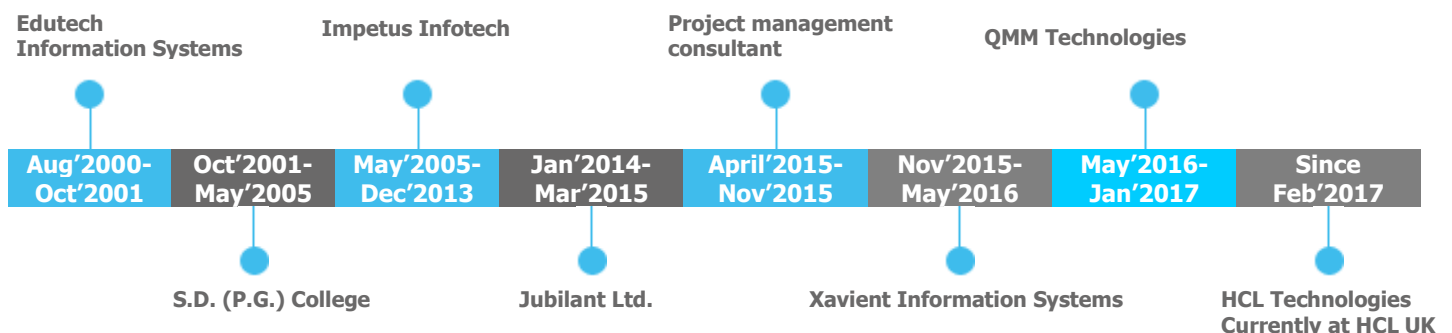 Edutech
Information Systems
Impetus Infotech
Project management
consultant
QMM Technologies
Aug’2000-
Oct’2001
Oct’2001-
May’2005
May’2005-
Dec’2013
Jan’2014-
Mar’2015
April’2015-
Nov’2015
Nov’2015-
May’2016
May’2016-
Jan’2017
Since
Feb’2017
S.D. (P.G.) College
Jubilant Ltd.
Xavient Information Systems
HCL Technologies
Currently at HCL UK